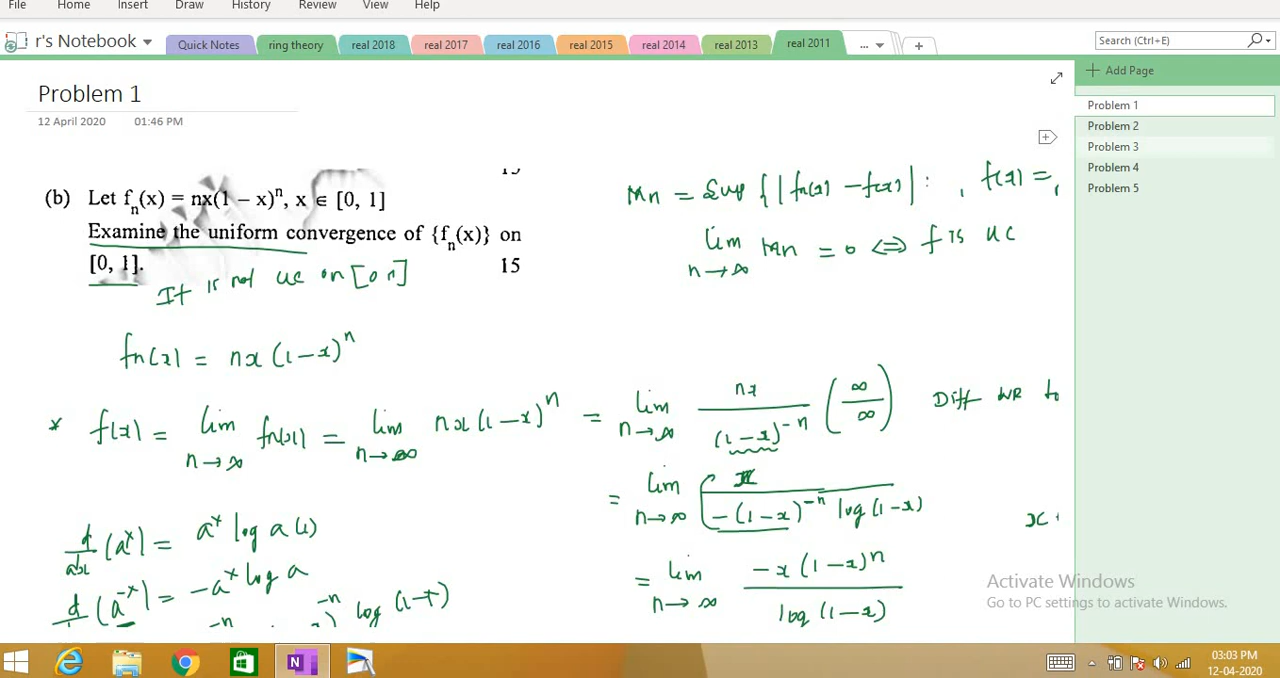 File Home Insert Draw History Review View Help
r's Notebook Quick Notes ring theory real 2018 real 2017 real 2016 real 2015 real 2014 real 2013 real 2011 ... + Search (Ctrl+E)
Add Page
Problem 1
Problem 2
Problem 3
Problem 4
Problem 5
Problem 1
12 April 2020 01:46 PM
15
(b) Let fn(x) = nx(1 – x)^n, x ∈ [0, 1]
Examine the uniform convergence of {fn(x)} on
[0, 1]. 15
It is not uc on [0 1]
Mn = Sup {|fn(x) - f(x)| : , f(x) =
lim n→∞ Mn = 0 ⇔ f is uc
fn(x) = nx (1-x)^n
* f(x) = lim n→∞ fn(x) = lim n→∞ nx(1-x)^n = lim n→∞ nx / (1-x)^-n (∞/∞) Diff wr to
= lim n→∞ x / -(1-x)^-n log(1-x)
d/dx (a^x) = a^x log a (1)
= lim n→∞ -x(1-x)^n / log(1-x)
d/dx (a^-x) = -a^x log a
-n log (1-x)
Activate Windows
Go to PC settings to activate Windows.
03:03 PM
12-04-2020